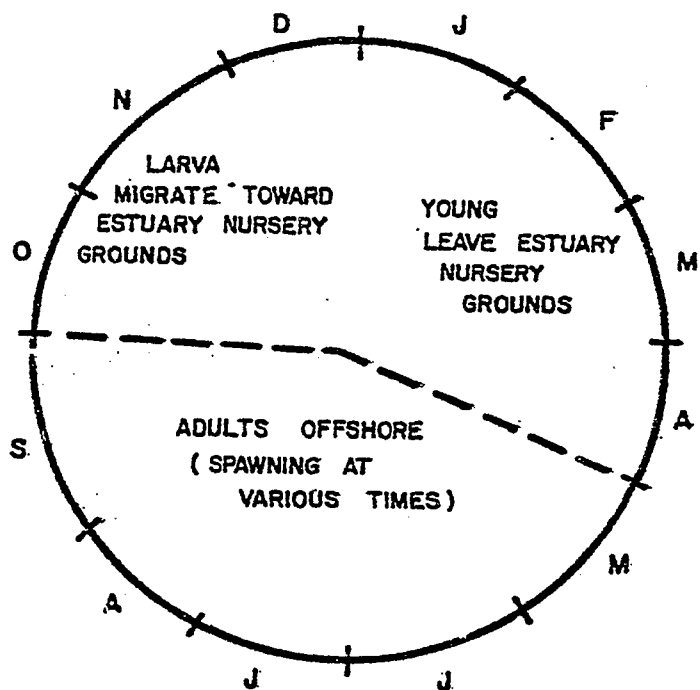 D
J
N
F
LARVA
MIGRATE TOWARD
ESTUARY NURSERY
GROUNDS
YOUNG
LEAVE ESTUARY
NURSERY
GROUNDS
O
M
S
A
ADULTS OFFSHORE
( SPAWNING AT
VARIOUS TIMES )
M
A
J
J